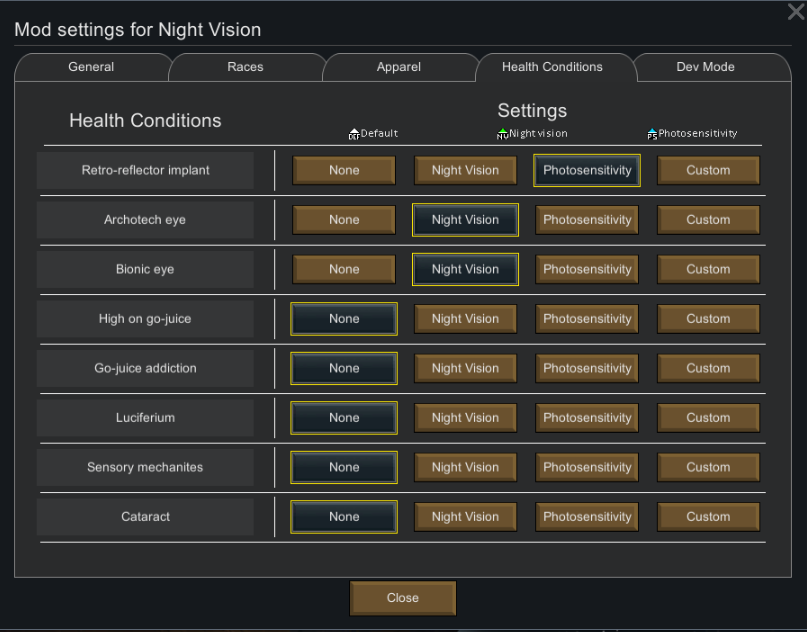 Mod settings for Night Vision
General Races Apparel Health Conditions Dev Mode
Health Conditions Settings
DEF Default NV Night vision PS Photosensitivity
Retro-reflector implant None Night Vision Photosensitivity Custom
Archotech eye None Night Vision Photosensitivity Custom
Bionic eye None Night Vision Photosensitivity Custom
High on go-juice None Night Vision Photosensitivity Custom
Go-juice addiction None Night Vision Photosensitivity Custom
Luciferium None Night Vision Photosensitivity Custom
Sensory mechanites None Night Vision Photosensitivity Custom
Cataract None Night Vision Photosensitivity Custom
Close